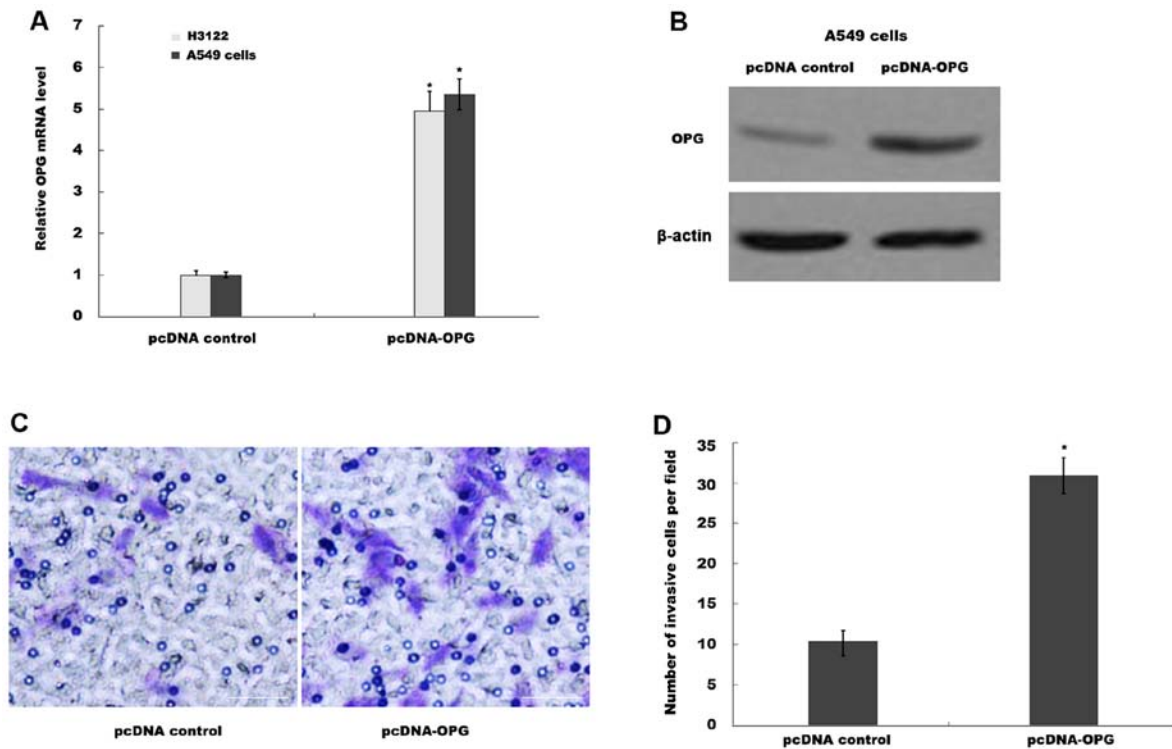 A
Relative OPG mRNA level
7
6
5
4
3
2
1
0
H3122
A549 cells
*
*
pcDNA control
pcDNA-OPG
B
A549 cells
pcDNA control
pcDNA-OPG
OPG
β-actin
C
pcDNA control
pcDNA-OPG
D
Number of invasive cells per field
35
30
25
20
15
10
5
0
*
pcDNA control
pcDNA-OPG